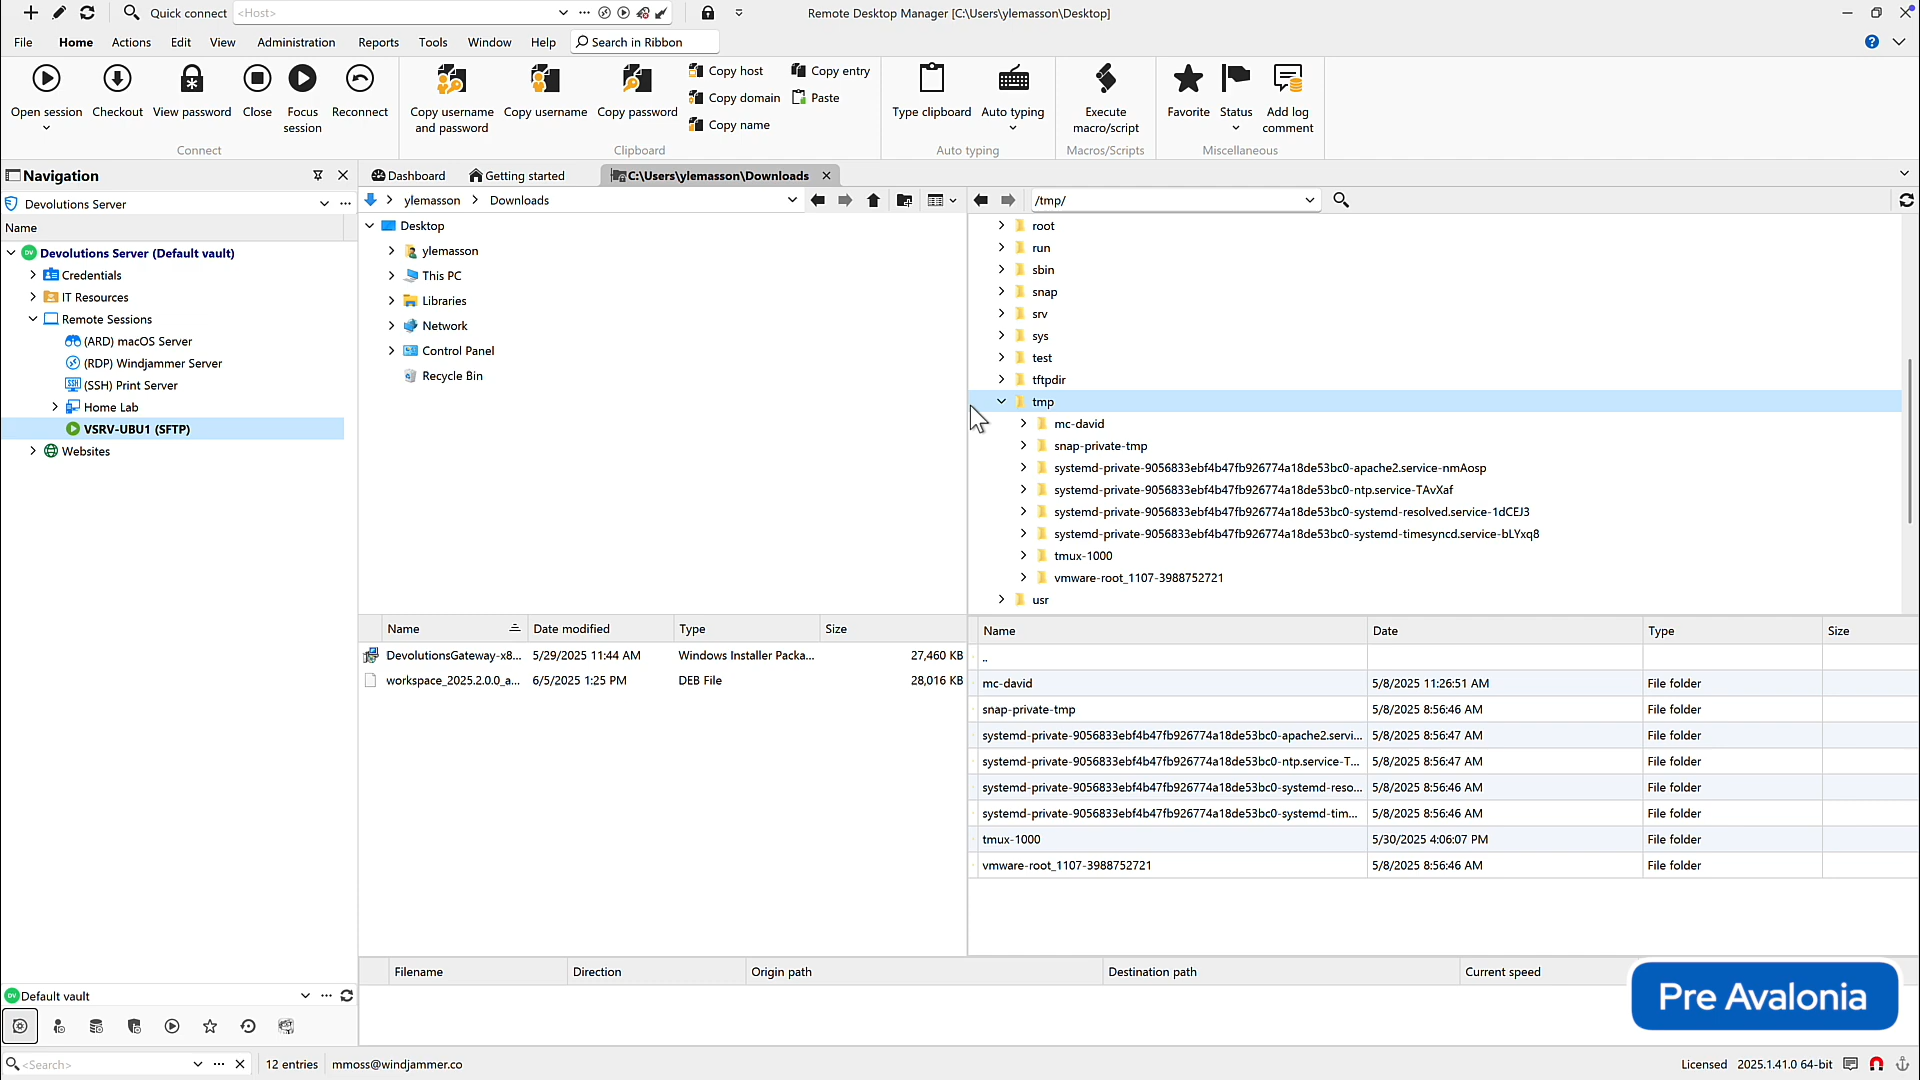 Quick connect <Host> Remote Desktop Manager [C:\Users\ylemasson\Desktop]
File Home Actions Edit View Administration Reports Tools Window Help Search in Ribbon
Open session Checkout View password Close Focus session Reconnect
Connect
Copy username and password Copy username Copy password
Copy host Copy entry
Copy domain Paste
Copy name
Clipboard
Type clipboard Auto typing
Auto typing
Execute macro/script
Macros/Scripts
Favorite Status Add log comment
Miscellaneous
Navigation
Devolutions Server
Name
Devolutions Server (Default vault)
Credentials
IT Resources
Remote Sessions
(ARD) macOS Server
(RDP) Windjammer Server
(SSH) Print Server
Home Lab
VSRV-UBU1 (SFTP)
Websites
Dashboard Getting started C:\Users\ylemasson\Downloads
ylemasson Downloads
Desktop
ylemasson
This PC
Libraries
Network
Control Panel
Recycle Bin
/tmp/
root
run
sbin
snap
srv
sys
test
tftpdir
tmp
mc-david
snap-private-tmp
systemd-private-9056833ebf4b47fb926774a18de53bc0-apache2.service-nmAosp
systemd-private-9056833ebf4b47fb926774a18de53bc0-ntp.service-TAvXaf
systemd-private-9056833ebf4b47fb926774a18de53bc0-systemd-resolved.service-1dCEJ3
systemd-private-9056833ebf4b47fb926774a18de53bc0-systemd-timesyncd.service-bLYxq8
tmux-1000
vmware-root_1107-3988752721
usr
Name Date modified Type Size
DevolutionsGateway-x8... 5/29/2025 11:44 AM Windows Installer Packa... 27,460 KB
workspace_2025.2.0.0_a... 6/5/2025 1:25 PM DEB File 28,016 KB
Name Date Type Size
..
mc-david 5/8/2025 11:26:51 AM File folder
snap-private-tmp 5/8/2025 8:56:46 AM File folder
systemd-private-9056833ebf4b47fb926774a18de53bc0-apache2.servi... 5/8/2025 8:56:47 AM File folder
systemd-private-9056833ebf4b47fb926774a18de53bc0-ntp.service-T... 5/8/2025 8:56:47 AM File folder
systemd-private-9056833ebf4b47fb926774a18de53bc0-systemd-reso... 5/8/2025 8:56:46 AM File folder
systemd-private-9056833ebf4b47fb926774a18de53bc0-systemd-tim... 5/8/2025 8:56:46 AM File folder
tmux-1000 5/30/2025 4:06:07 PM File folder
vmware-root_1107-3988752721 5/8/2025 8:56:46 AM File folder
Filename Direction Origin path Destination path Current speed
Pre Avalonia
Default vault
<Search> 12 entries mmoss@windjammer.co Licensed 2025.1.41.0 64-bit